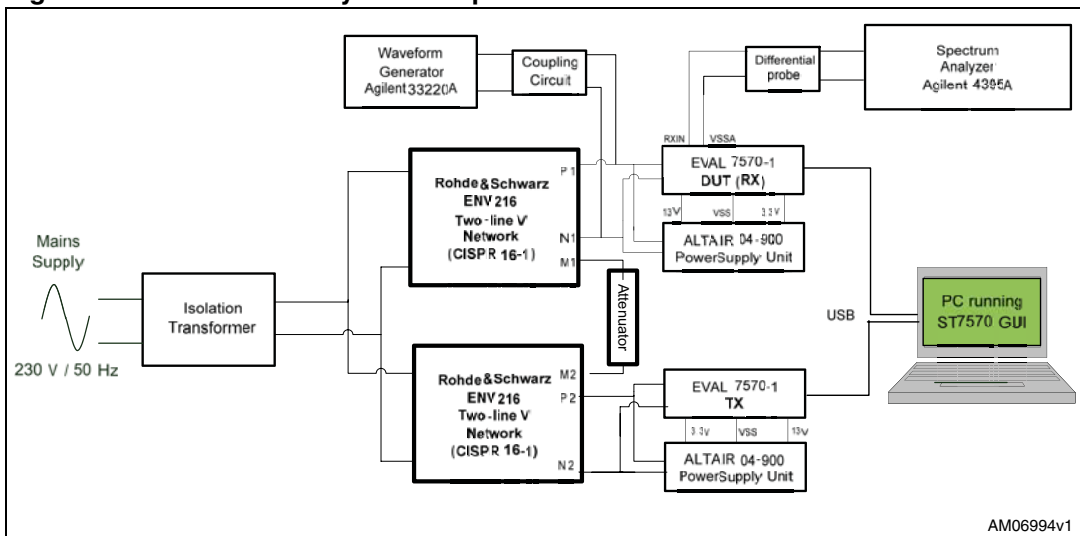 Waveform
Generator
Agilent 33220A
Coupling
Circuit
Differential
probe
Spectrum
Analyzer
Agilent 4395A
RXIN
VSSA
Rohde&Schwarz
ENV 216
Two-line V
Network
(CISPR 16-1)
P1
N1
M1
EVAL 7570-1
DUT (RX)
13V
VSS
3.3V
ALTAIR 04-900
PowerSupply Unit
Mains
Supply
230 V / 50 Hz
Isolation
Transformer
Attenuator
USB
PC running
ST7570 GUI
Rohde&Schwarz
ENV 216
Two-line V
Network
(CISPR 16-1)
M2
P2
N2
EVAL 7570-1
TX
3.3V
VSS
13V
ALTAIR 04-900
PowerSupply Unit
AM06994v1